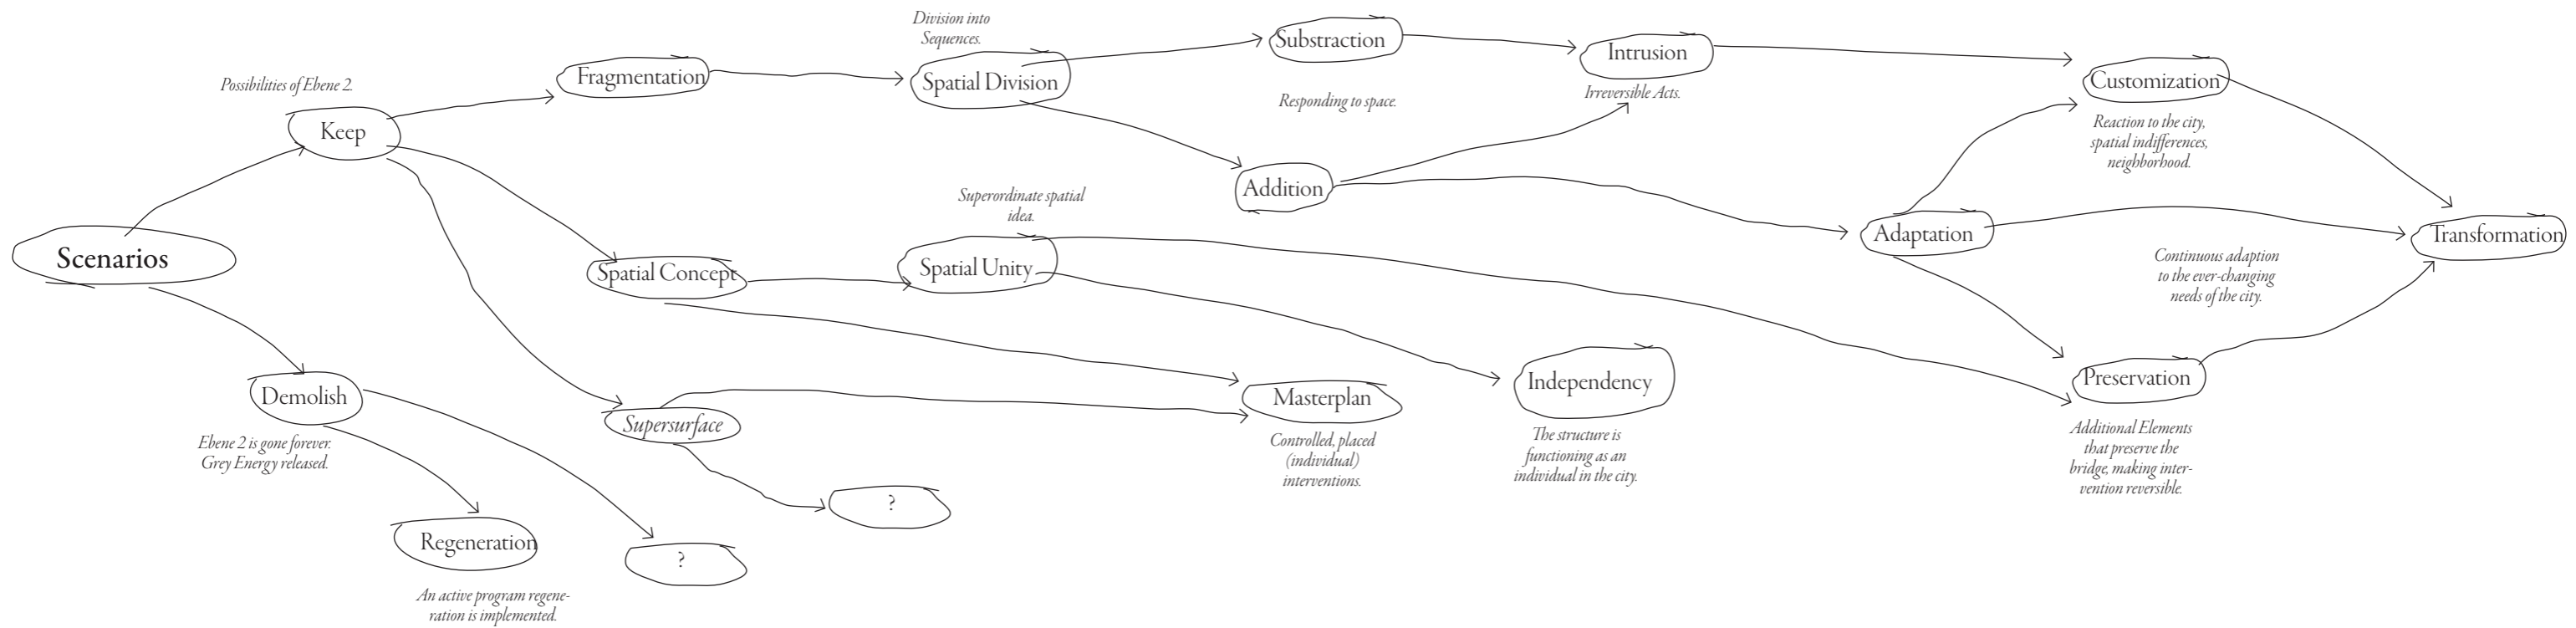 Division into
Sequences.
Substraction
Intrusion
Fragmentation
Spatial Division
Customization
Possibilities of Ebene 2.
Responding to space.
Irreversible Acts.
Keep
Reaction to the city,
spatial indifferences,
neighborhood.
Addition
Superordinate spatial
idea.
Adaptation
Transformation
Scenarios
Spatial Concept
Spatial Unity
Continuous adaption
to the ever-changing
needs of the city.
Demolish
Supersurface
Masterplan
Independency
Preservation
Ebene 2 is gone forever.
Grey Energy released.
Controlled, placed
(individual)
interventions.
The structure is
functioning as an
individual in the city.
Additional Elements
that preserve the
bridge, making inter-
vention reversible.
?
Regeneration
?
An active program regene-
ration is implemented.